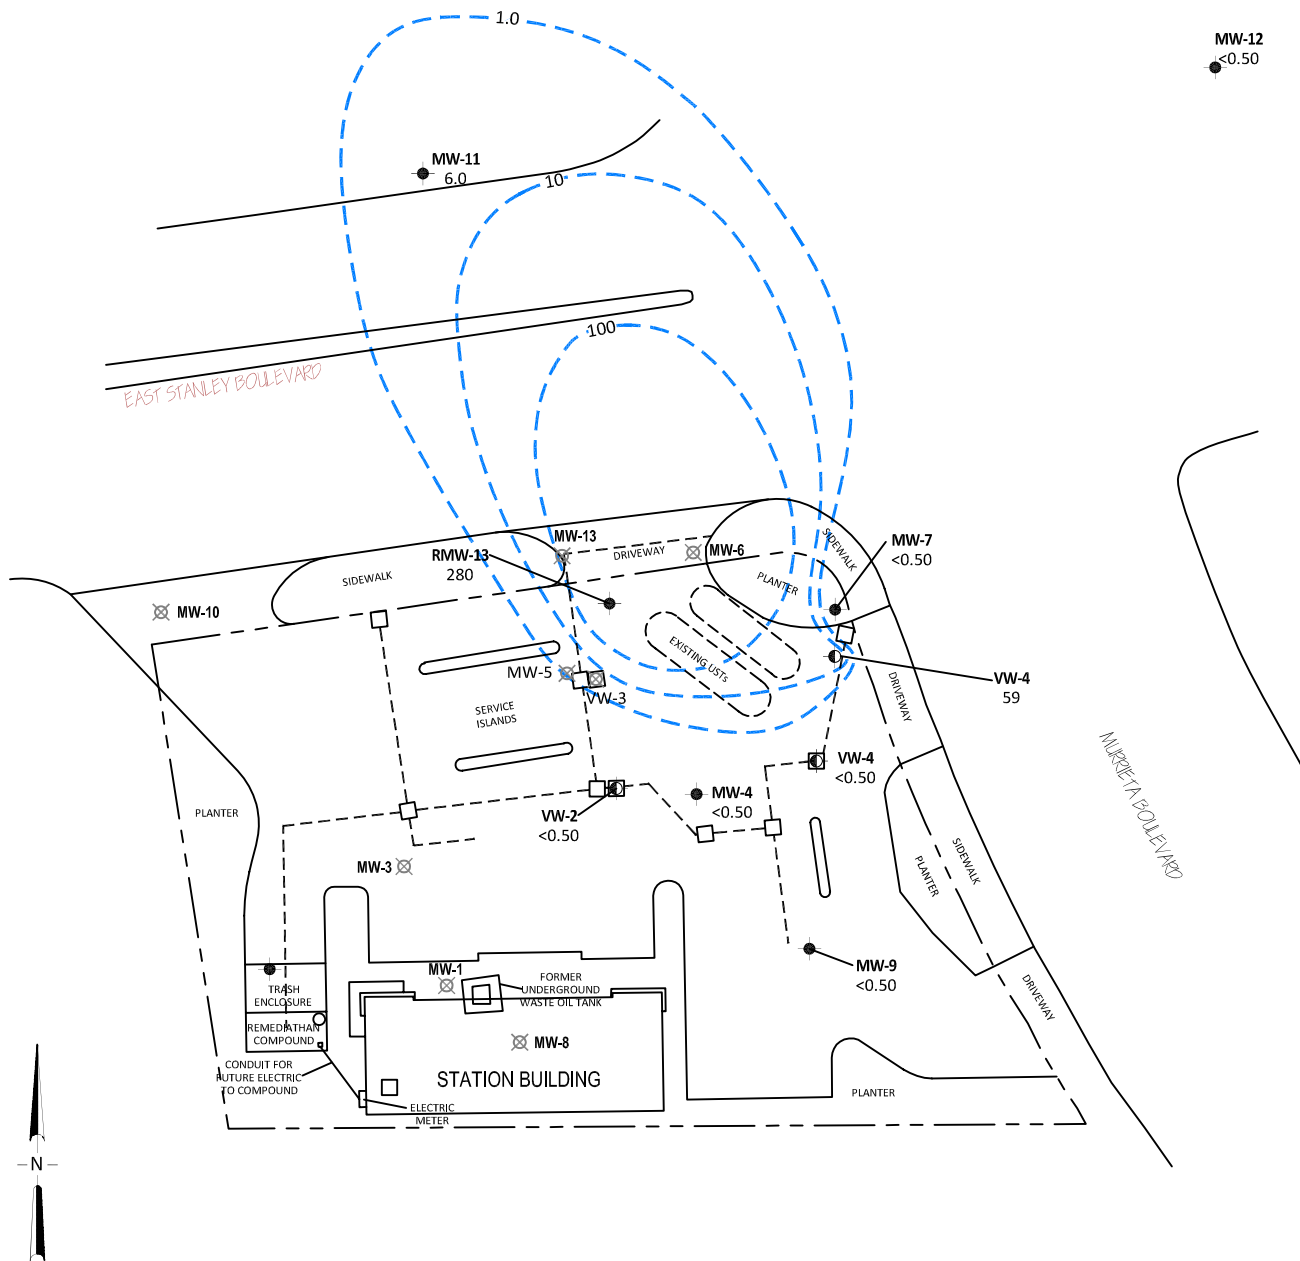 1.0
MW-12
<0.50
MW-11
6.0
10
100
EAST STANLEY BOULEVARD
MW-13
RMW-13
280
DRIVEWAY
MW-6
SIDEWALK
MW-7
<0.50
SIDEWALK
PLANTER
MW-10
EXISTING USTs
MW-5
VW-3
VW-4
59
DRIVEWAY
SERVICE
ISLANDS
MURRIETA BOULEVARD
VW-4
<0.50
MW-4
<0.50
VW-2
<0.50
PLANTER
MW-3
SIDEWALK
PLANTER
MW-9
<0.50
MW-1
FORMER
UNDERGROUND
WASTE OIL TANK
TRASH
ENCLOSURE
DRIVEWAY
REMEDIATHAN
COMPOUND
MW-8
CONDUIT FOR
FUTURE ELECTRIC
TO COMPOUND
STATION BUILDING
PLANTER
ELECTRIC
METER
N